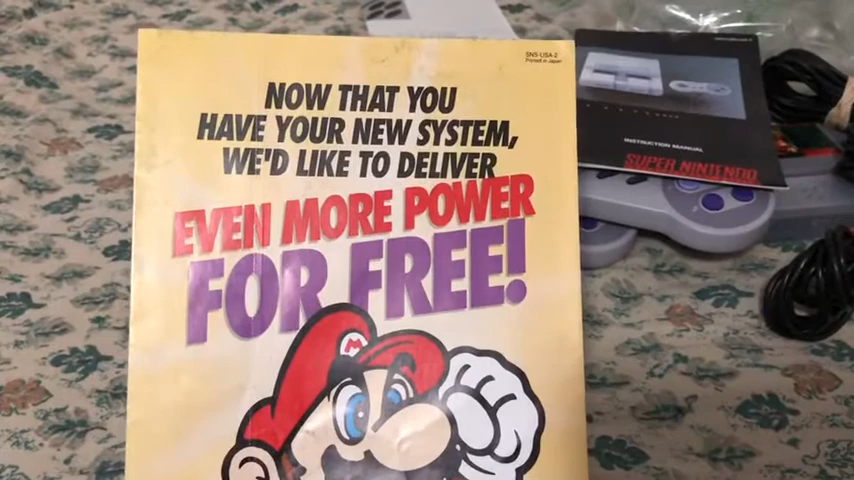 SNS-USA-2
Printed in Japan
NOW THAT YOU
HAVE YOUR NEW SYSTEM,
WE'D LIKE TO DELIVER
EVEN MORE POWER
FOR FREE!
M
INSTRUCTION MANUAL
SUPER NINTENDO